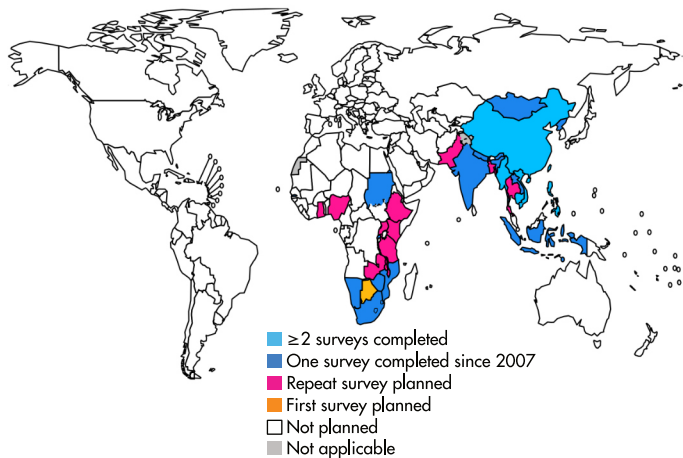 ≥2 surveys completed
One survey completed since 2007
Repeat survey planned
First survey planned
Not planned
Not applicable